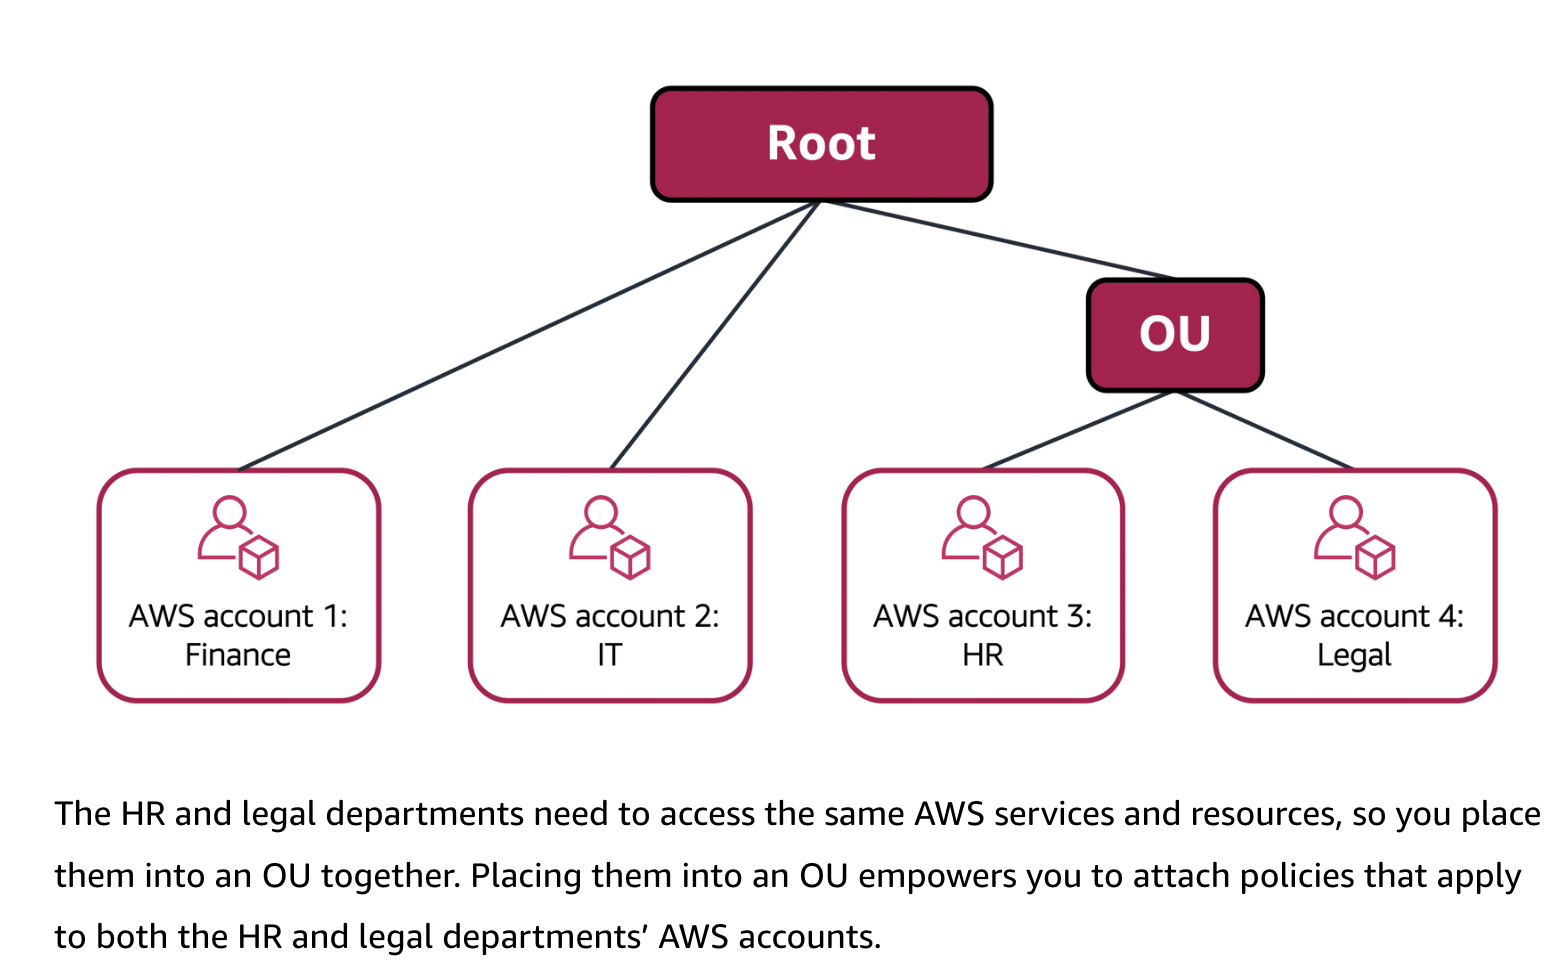 Root
OU
AWS account 1:
Finance
AWS account 2:
IT
AWS account 3:
HR
AWS account 4:
Legal
The HR and legal departments need to access the same AWS services and resources, so you place
them into an OU together. Placing them into an OU empowers you to attach policies that apply
to both the HR and legal departments’ AWS accounts.